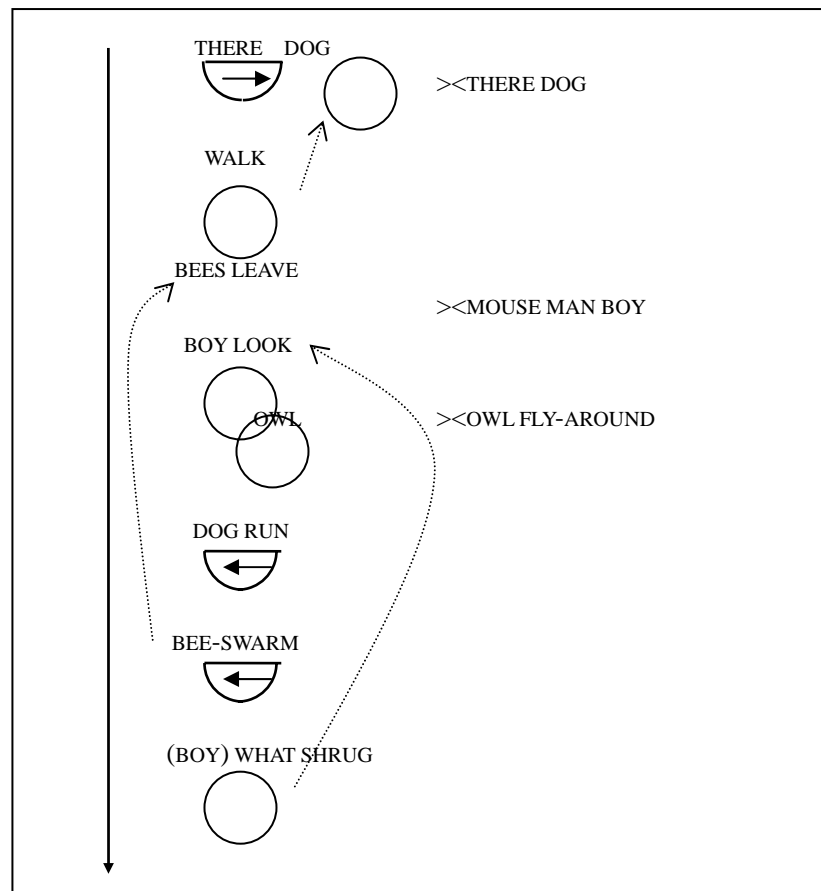 THERE DOG
><THERE DOG
WALK
BEES LEAVE
><MOUSE MAN BOY
BOY LOOK
OWL
><OWL FLY-AROUND
DOG RUN
BEE-SWARM
(BOY) WHAT SHRUG